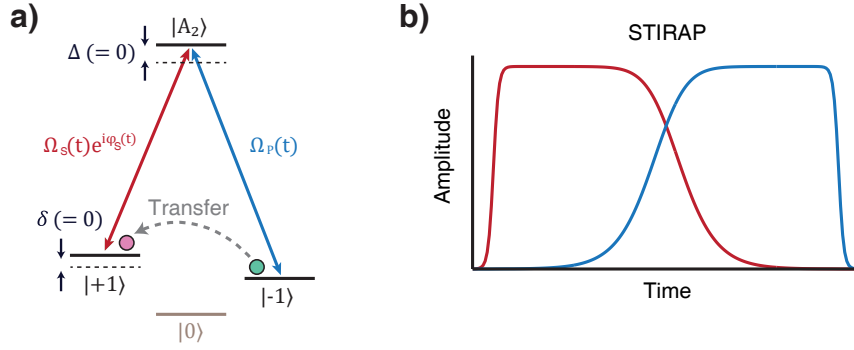 a)
|A₂⟩
Δ (=0)
Ωₛ(t)e^{iφₛ(t)}
Ωₚ(t)
Transfer
δ (=0)
|+1⟩
|-1⟩
|0⟩
b)
STIRAP
Amplitude
Time